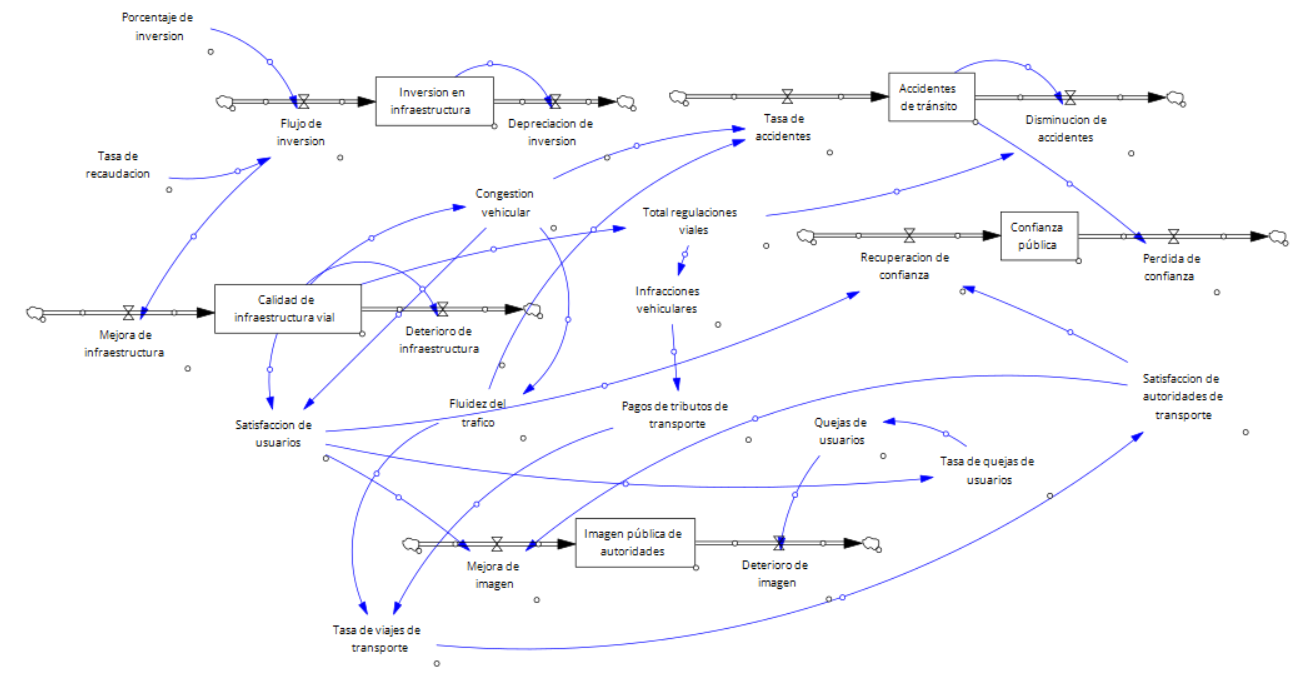 Porcentaje de
inversion
Inversion en
infraestructura
Flujo de
inversion
Depreciacion de
inversion
Accidentes
de tránsito
Tasa de
accidentes
Disminucion de
accidentes
Tasa de
recaudacion
Congestion
vehicular
Total regulaciones
viales
Confianza
pública
Recuperacion de
confianza
Perdida de
confianza
Calidad de
infraestructura vial
Infracciones
vehiculares
Mejora de
infraestructura
Deterioro de
infraestructura
Satisfaccion de
autoridades de
transporte
Fluidez del
trafico
Pagos de tributos de
transporte
Satisfaccion de
usuarios
Quejas de
usuarios
Tasa de quejas de
usuarios
Imagen pública de
autoridades
Mejora de
imagen
Deterioro de
imagen
Tasa de viajes de
transporte